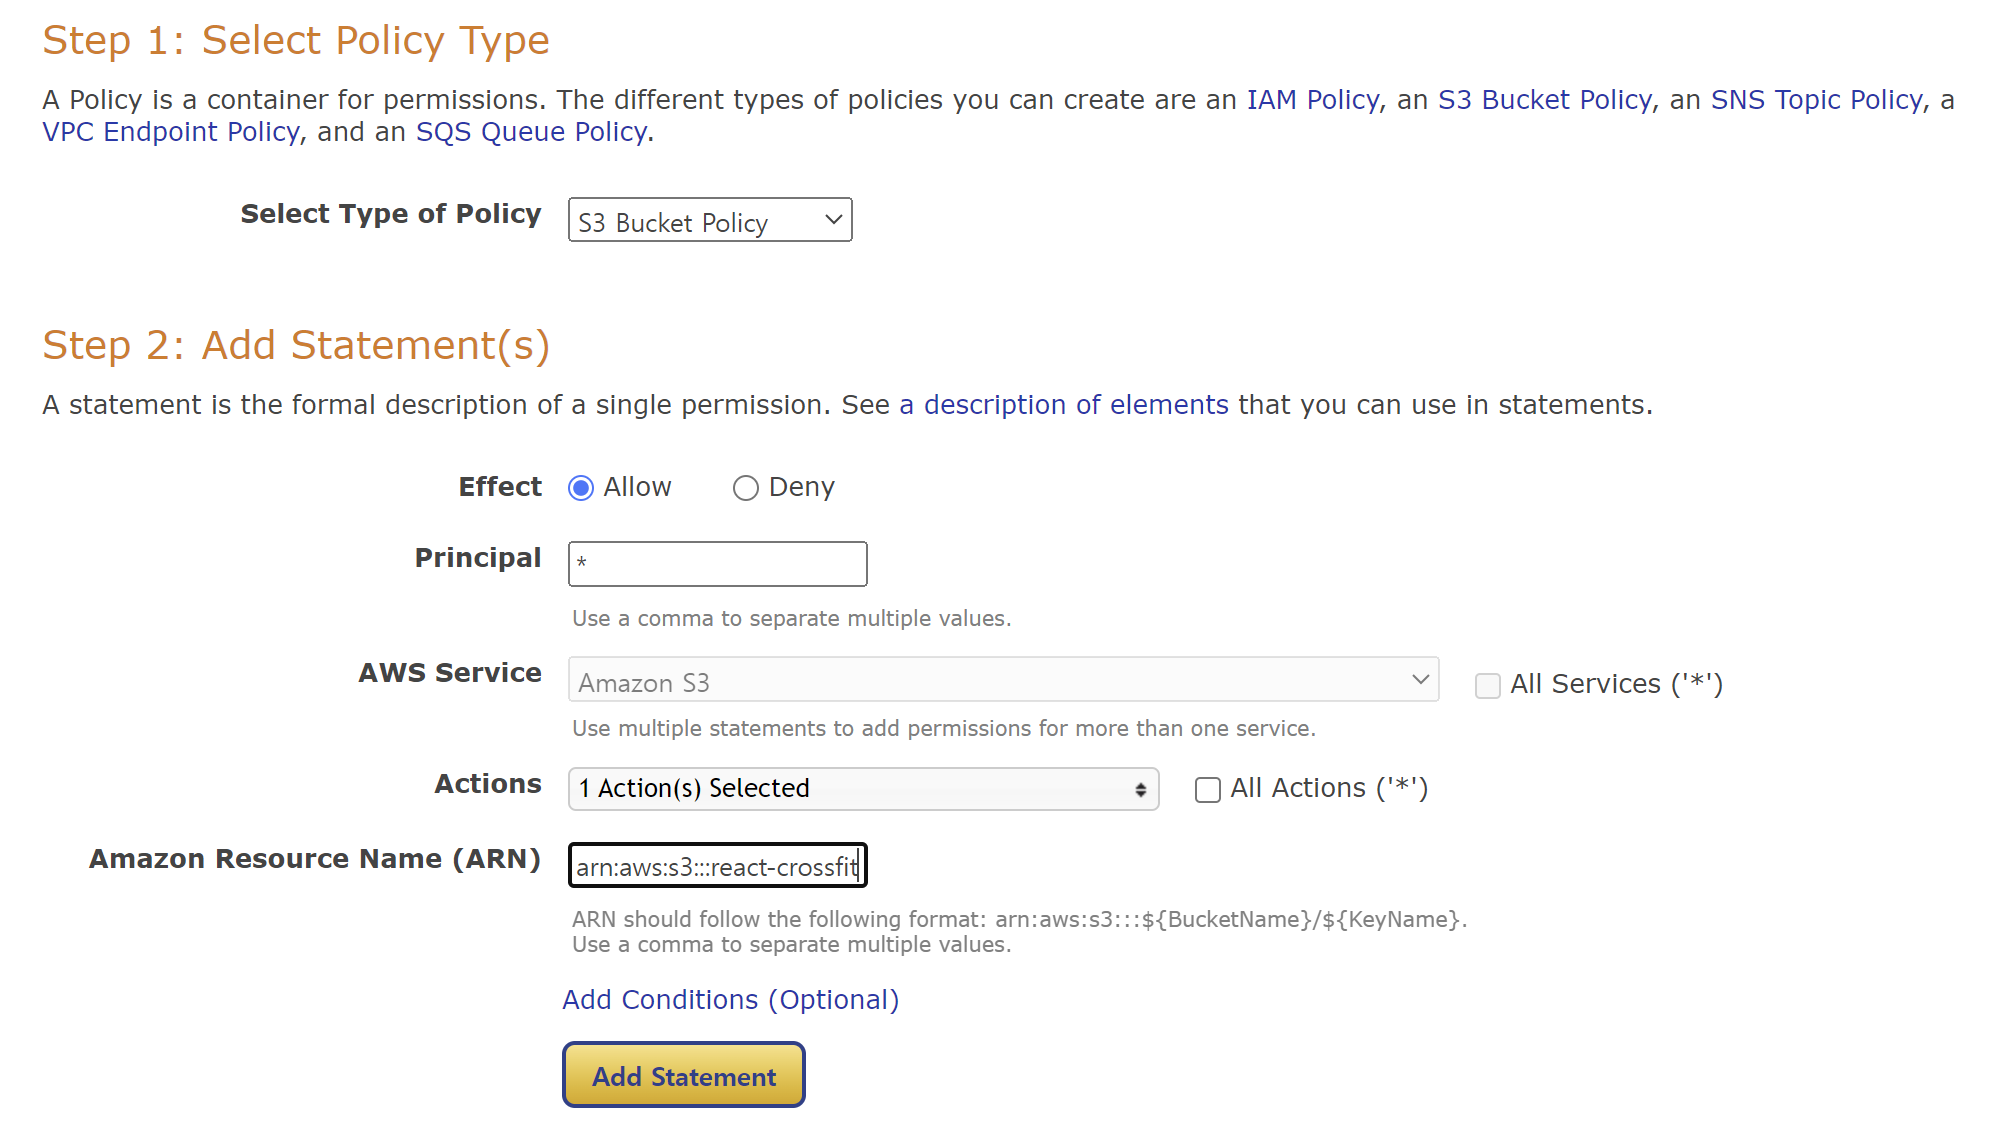 Step 1: Select Policy Type
A Policy is a container for permissions. The different types of policies you can create are an IAM Policy, an S3 Bucket Policy, an SNS Topic Policy, a
VPC Endpoint Policy, and an SQS Queue Policy.
Select Type of Policy S3 Bucket Policy
Step 2: Add Statement(s)
A statement is the formal description of a single permission. See a description of elements that you can use in statements.
Effect Allow Deny
Principal *
Use a comma to separate multiple values.
AWS Service Amazon S3 All Services ('*')
Use multiple statements to add permissions for more than one service.
Actions 1 Action(s) Selected All Actions ('*')
Amazon Resource Name (ARN) arn:aws:s3:::react-crossfit
ARN should follow the following format: arn:aws:s3:::${BucketName}/${KeyName}.
Use a comma to separate multiple values.
Add Conditions (Optional)
Add Statement